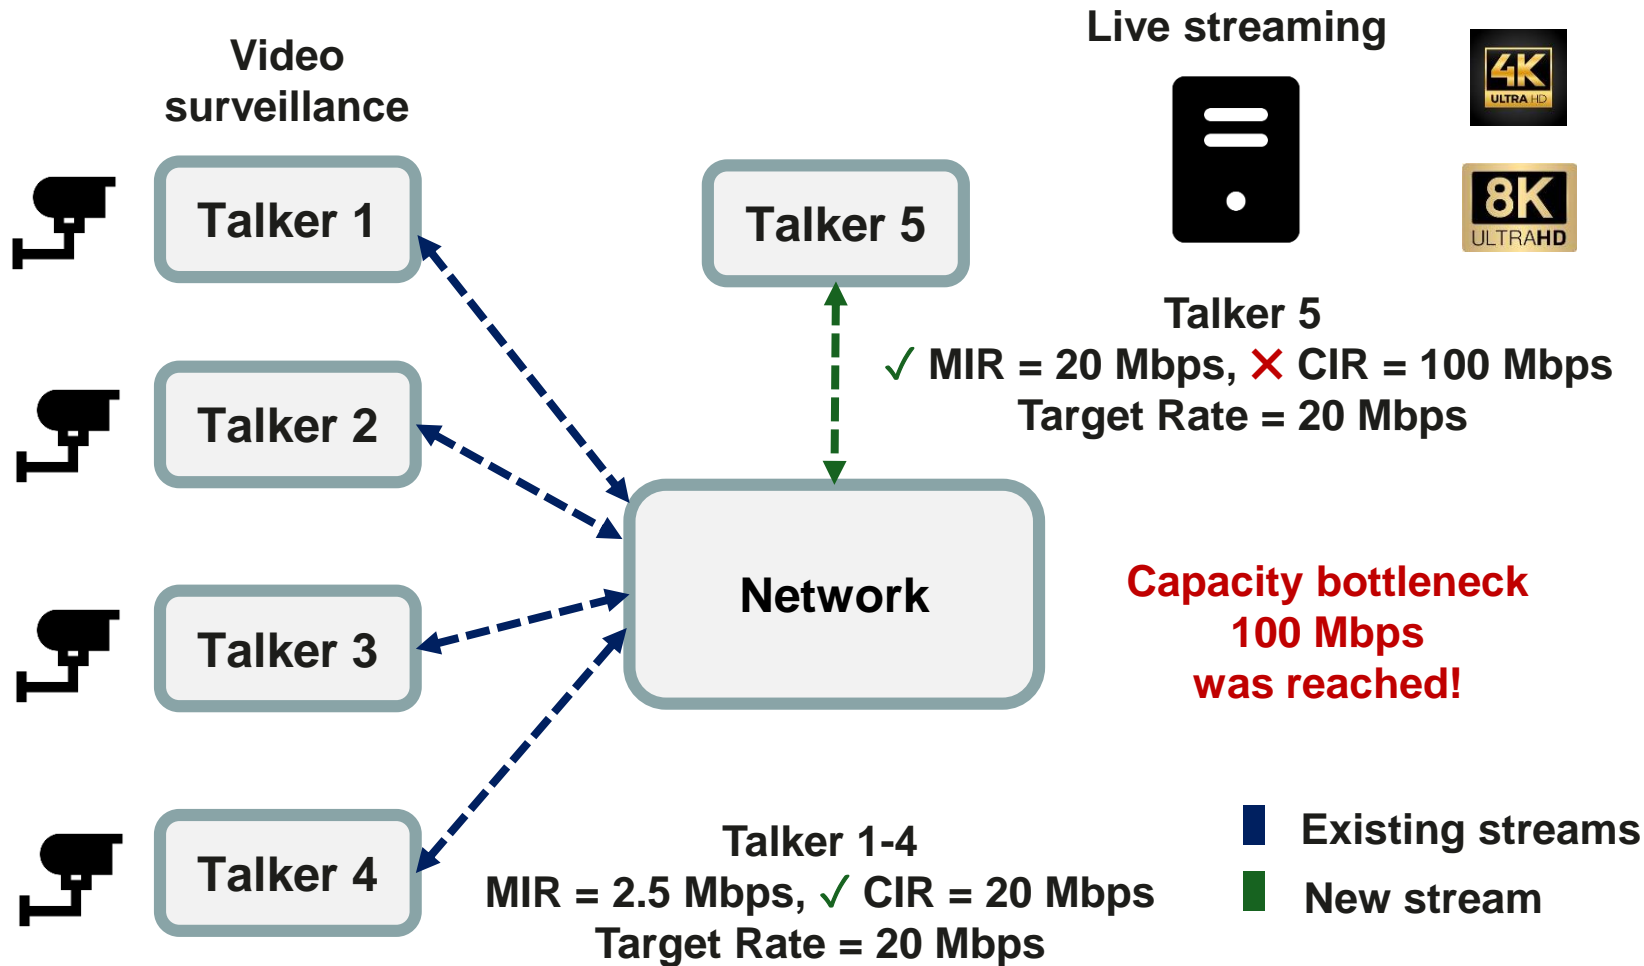 Video
surveillance
Live streaming
4K
ULTRA HD
8K
ULTRAHD
Talker 1
Talker 5
Talker 5
✓ MIR = 20 Mbps, ✕ CIR = 100 Mbps
Target Rate = 20 Mbps
Talker 2
Network
Capacity bottleneck
100 Mbps
was reached!
Talker 3
Talker 4
Talker 1-4
MIR = 2.5 Mbps, ✓ CIR = 20 Mbps
Target Rate = 20 Mbps
Existing streams
New stream